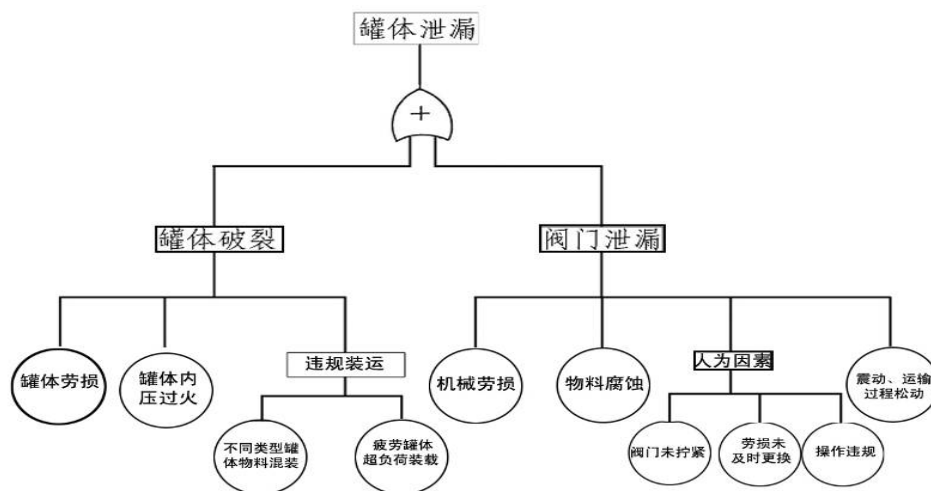 罐体泄漏
+
罐体破裂
阀门泄漏
罐体劳损
罐体内
压过火
违规装运
机械劳损
物料腐蚀
人为因素
震动、运输
过程松动
不同类型罐
体物料混装
疲劳罐体
超负荷装载
阀门未拧紧
劳损未
及时更换
操作违规